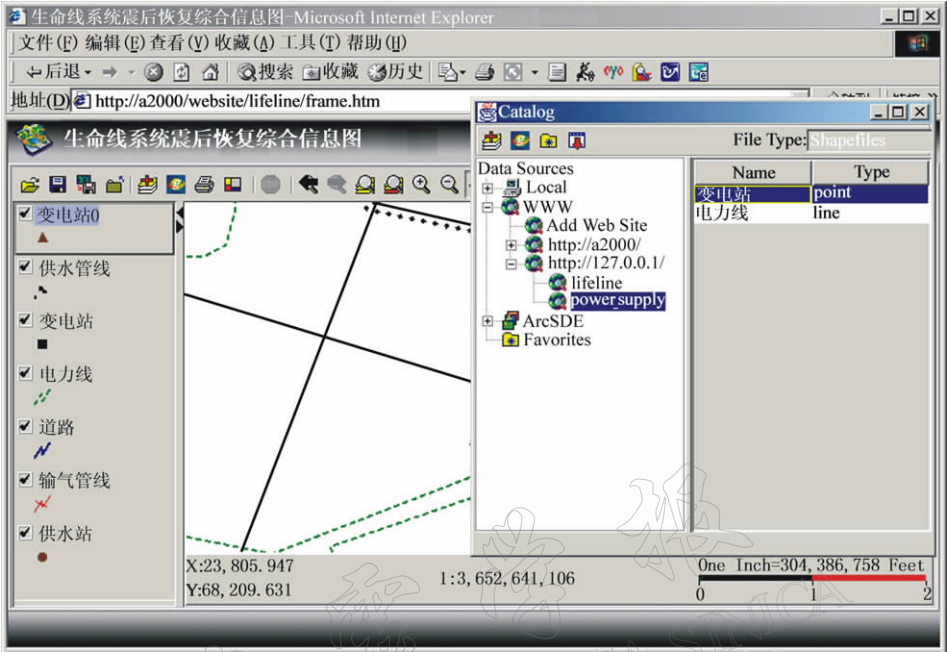 生命线系统震后恢复综合信息图-Microsoft Internet Explorer
文件(F) 编辑(E) 查看(V) 收藏(A) 工具(T) 帮助(H)
后退 搜索 收藏 历史
地址(D) http://a2000/website/lifeline/frame.htm
生命线系统震后恢复综合信息图
变电站0
供水管线
变电站
电力线
道路
输气管线
供水站
X:23,805.947
Y:68,209.631
1:3,652,641,106
One Inch=304,386,758 Feet
0 1 2
Catalog
File Type: Shapefiles
Data Sources
Local
WWW
Add Web Site
http://a2000/
http://127.0.0.1/
lifeline
power_supply
ArcSDE
Favorites
Name Type
变电站 point
电力线 line